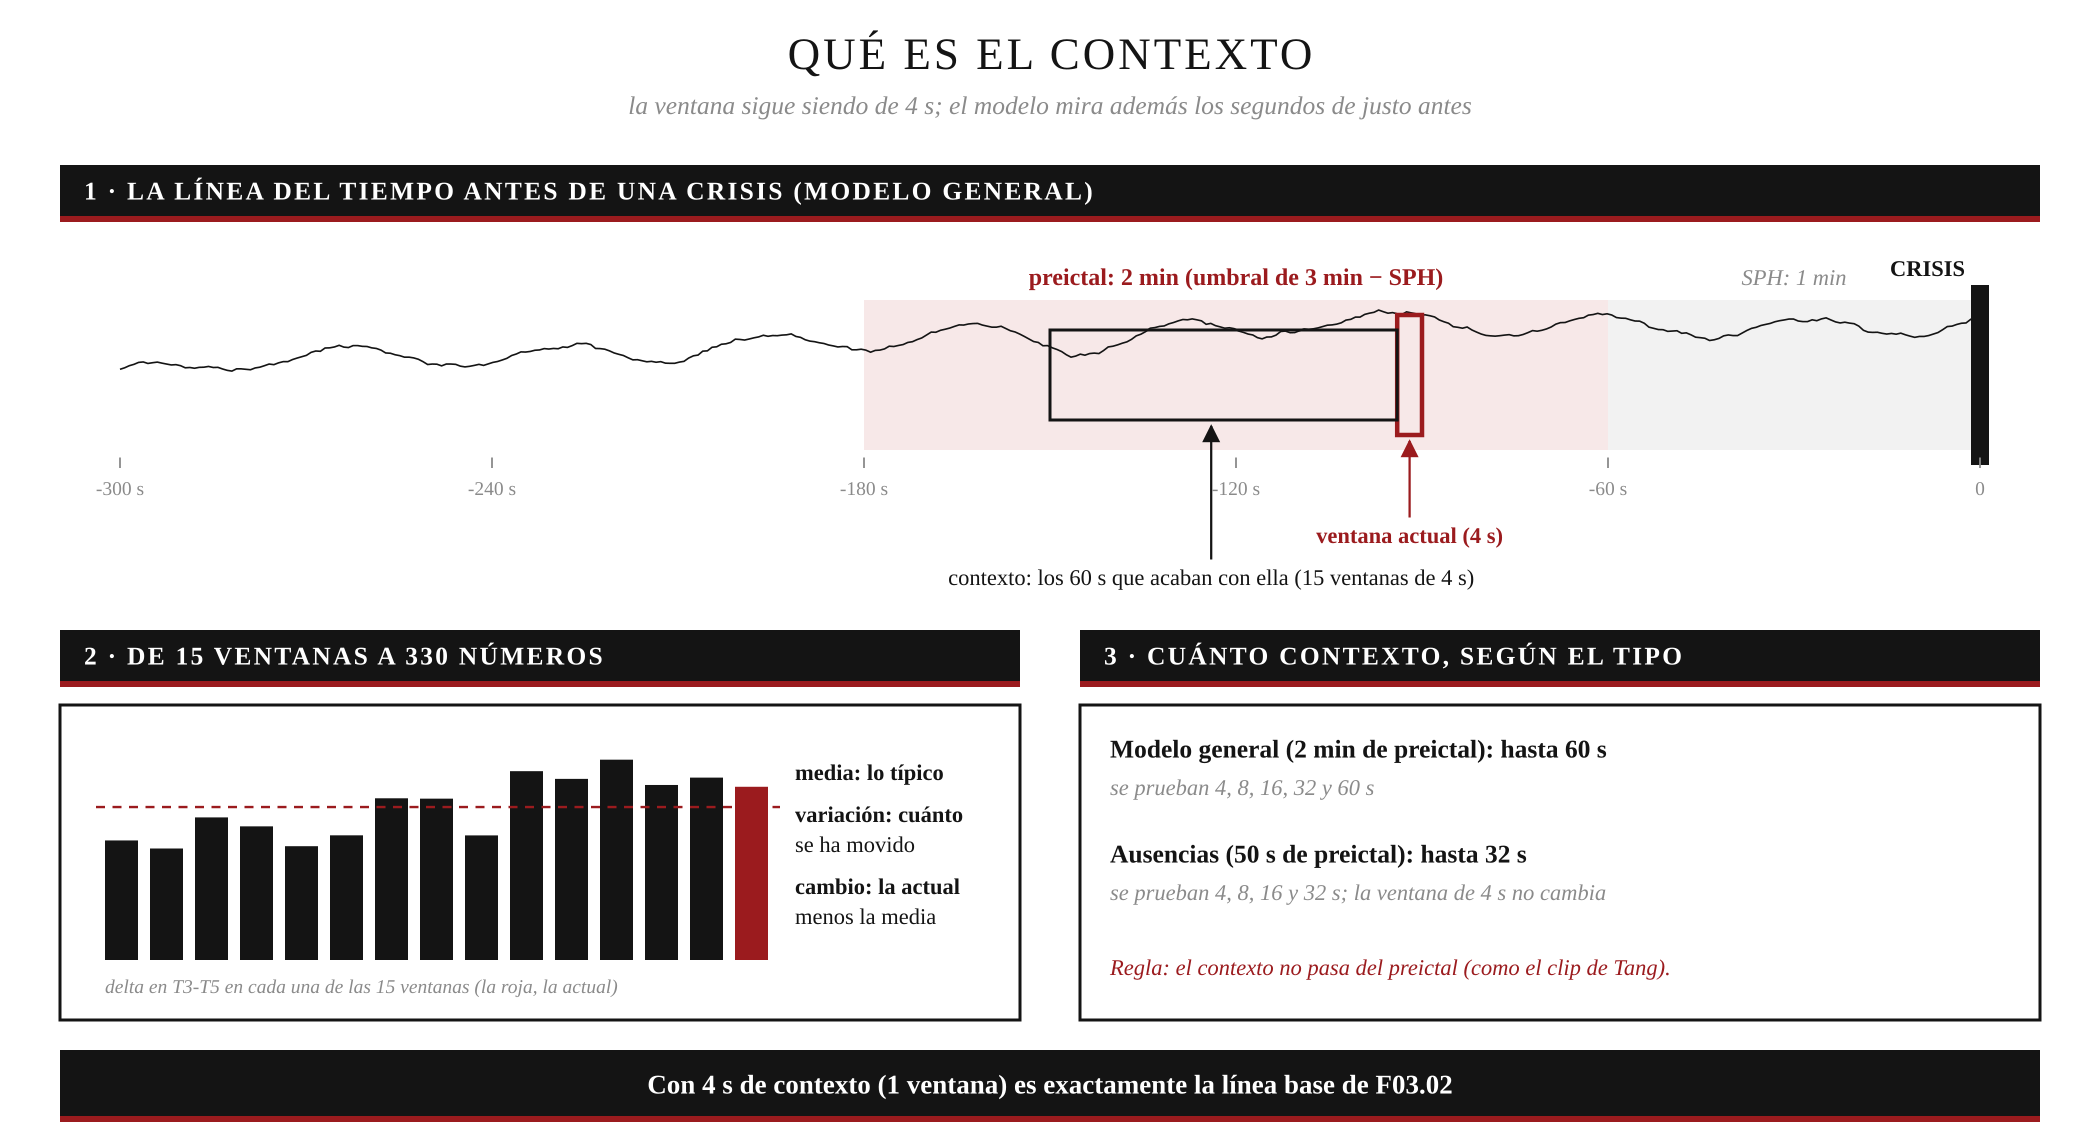 QUÉ ES EL CONTEXTO
la ventana sigue siendo de 4 s; el modelo mira además los segundos de justo antes
1 · LA LÍNEA DEL TIEMPO ANTES DE UNA CRISIS (MODELO GENERAL)
preictal: 2 min (umbral de 3 min − SPH)
SPH: 1 min
CRISIS
-300 s
-240 s
-180 s
-120 s
-60 s
0
ventana actual (4 s)
contexto: los 60 s que acaban con ella (15 ventanas de 4 s)
2 · DE 15 VENTANAS A 330 NÚMEROS
media: lo típico
variación: cuánto
se ha movido
cambio: la actual
menos la media
delta en T3-T5 en cada una de las 15 ventanas (la roja, la actual)
3 · CUÁNTO CONTEXTO, SEGÚN EL TIPO
Modelo general (2 min de preictal): hasta 60 s
se prueban 4, 8, 16, 32 y 60 s
Ausencias (50 s de preictal): hasta 32 s
se prueban 4, 8, 16 y 32 s; la ventana de 4 s no cambia
Regla: el contexto no pasa del preictal (como el clip de Tang).
Con 4 s de contexto (1 ventana) es exactamente la línea base de F03.02